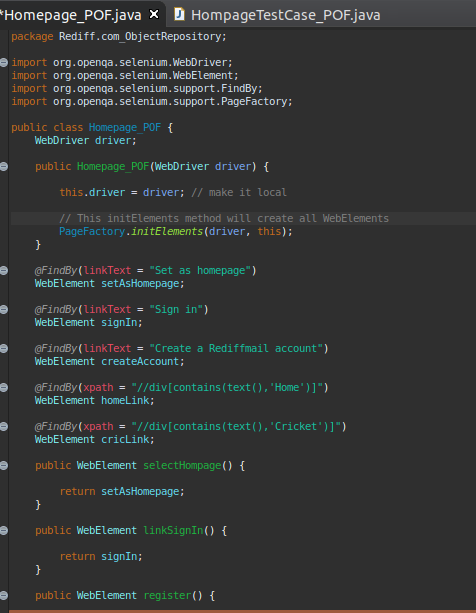 *Homepage_POF.java HompageTestCase_POF.java
package Rediff.com_ObjectRepository;
import org.openqa.selenium.WebDriver;
import org.openqa.selenium.WebElement;
import org.openqa.selenium.support.FindBy;
import org.openqa.selenium.support.PageFactory;
public class Homepage_POF {
WebDriver driver;
public Homepage_POF(WebDriver driver) {
this.driver = driver; // make it local
// This initElements method will create all WebElements
PageFactory.initElements(driver, this);
}
@FindBy(linkText = "Set as homepage")
WebElement setAsHomepage;
@FindBy(linkText = "Sign in")
WebElement signIn;
@FindBy(linkText = "Create a Rediffmail account")
WebElement createAccount;
@FindBy(xpath = "//div[contains(text(),'Home')]")
WebElement homeLink;
@FindBy(xpath = "//div[contains(text(),'Cricket')]")
WebElement cricLink;
public WebElement selectHompage() {
return setAsHomepage;
}
public WebElement linkSignIn() {
return signIn;
}
public WebElement register() {